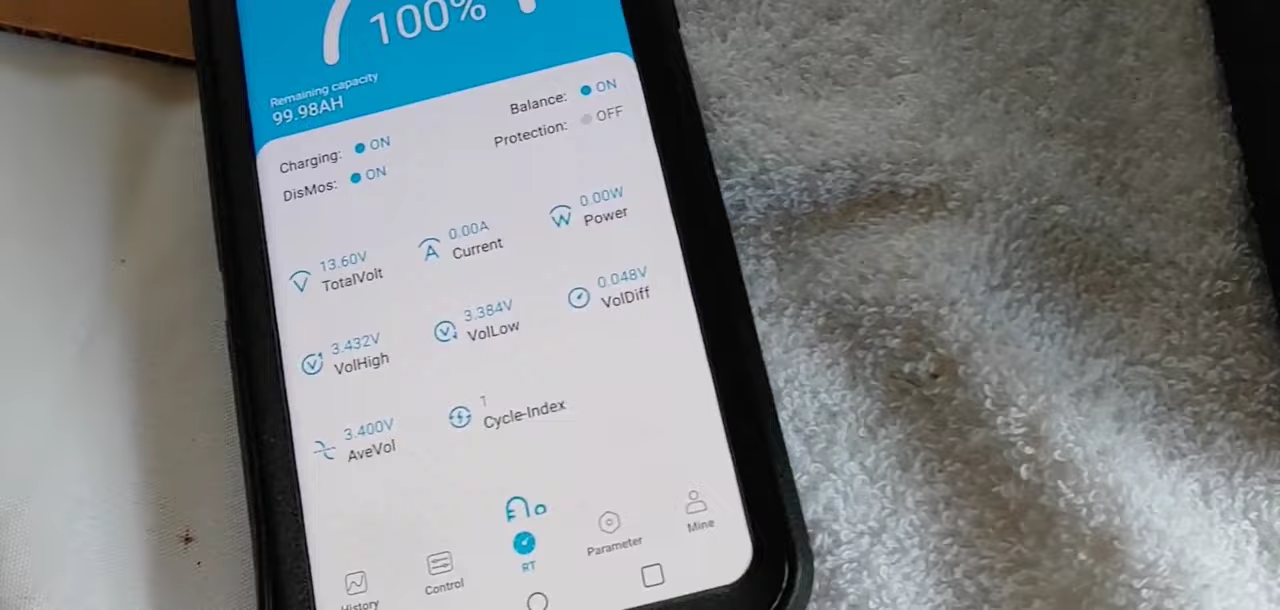 100%
Remaining capacity
99.98AH
Charging: ON
Balance: ON
DisMos: ON
Protection: OFF
13.60V
TotalVolt
0.00A
Current
0.00W
Power
3.432V
VolHigh
3.384V
VolLow
0.048V
VolDiff
3.400V
AveVol
1
Cycle-Index
History
Control
RT
Parameter
Mine